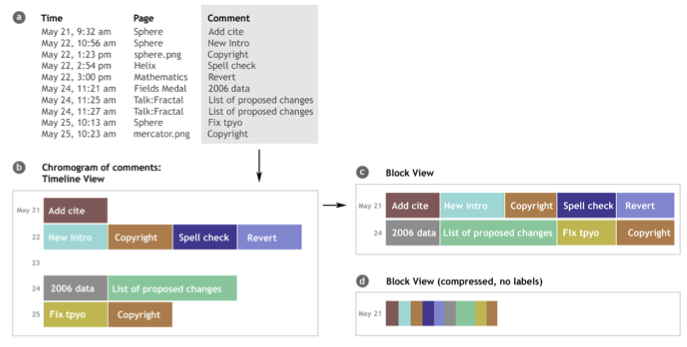 a Time Page Comment
May 21, 9:32 am Sphere Add cite
May 22, 10:56 am Sphere New Intro
May 22, 1:23 pm sphere.png Copyright
May 22, 2:54 pm Helix Spell check
May 22, 3:00 pm Mathematics Revert
May 24, 11:21 am Fields Medal 2006 data
May 24, 11:25 am Talk:Fractal List of proposed changes
May 24, 11:27 am Talk:Fractal List of proposed changes
May 25, 10:13 am Sphere Fix tpyo
May 25, 10:23 am mercator.png Copyright
b Chromogram of comments:
Timeline View
May 21 Add cite
22 New Intro Copyright Spell check Revert
23
24 2006 data List of proposed changes
25 Fix tpyo Copyright
c Block View
May 21 Add cite New Intro Copyright Spell check Revert
24 2006 data List of proposed changes Fix tpyo Copyright
d Block View (compressed, no labels)
May 21